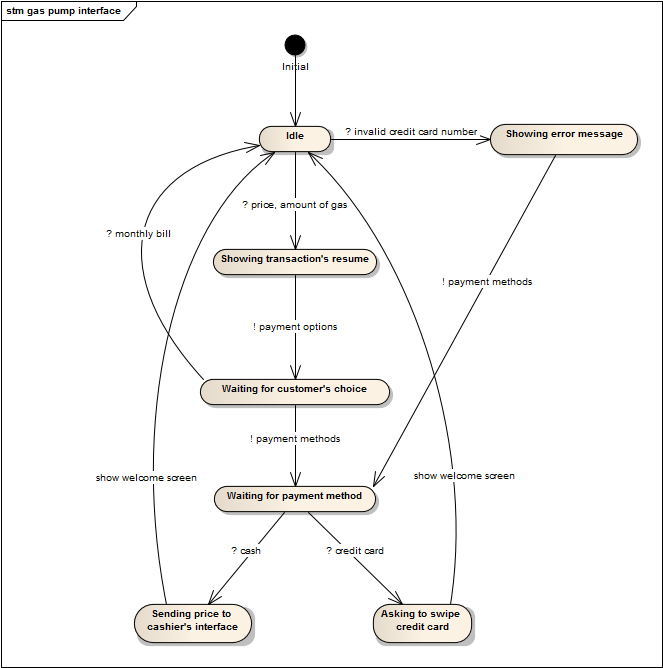 stm gas pump interface
Initial
Idle
? invalid credit card number
Showing error message
? price, amount of gas
? monthly bill
Showing transaction's resume
! payment methods
! payment options
Waiting for customer's choice
! payment methods
show welcome screen
show welcome screen
Waiting for payment method
? cash
? credit card
Sending price to
cashier's interface
Asking to swipe
credit card